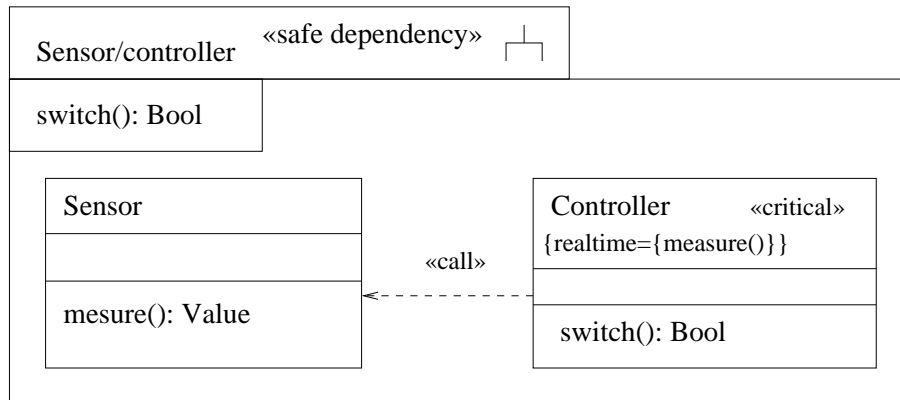 Sensor/controller «safe dependency»
switch(): Bool
Sensor
mesure(): Value
«call»
Controller «critical»
{realtime={measure()}}
switch(): Bool